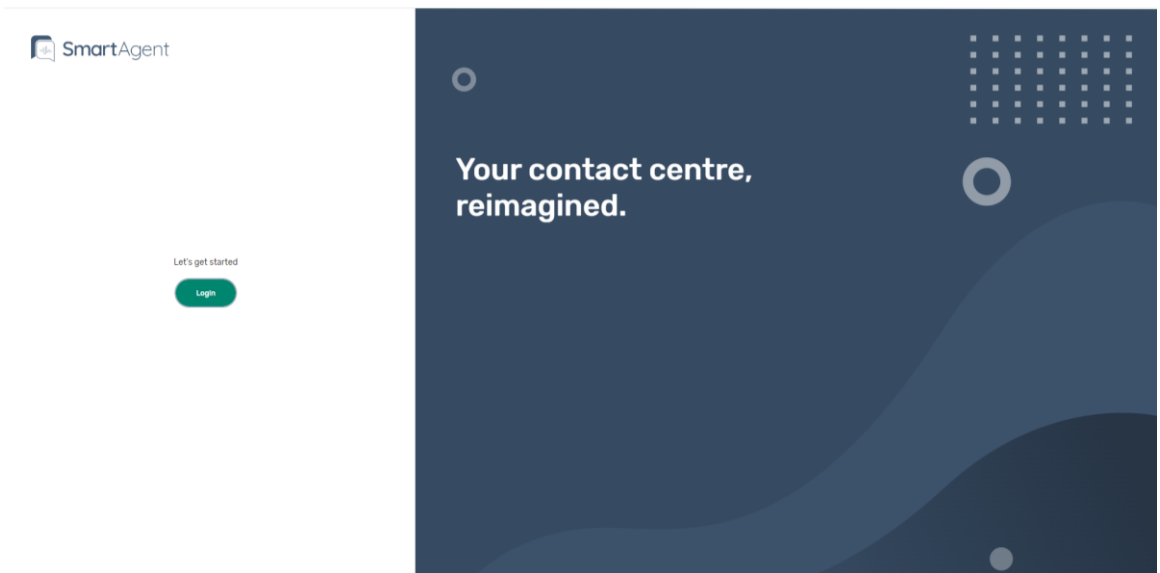 SmartAgent
Your contact centre,
reimagined.
Let's get started
Login